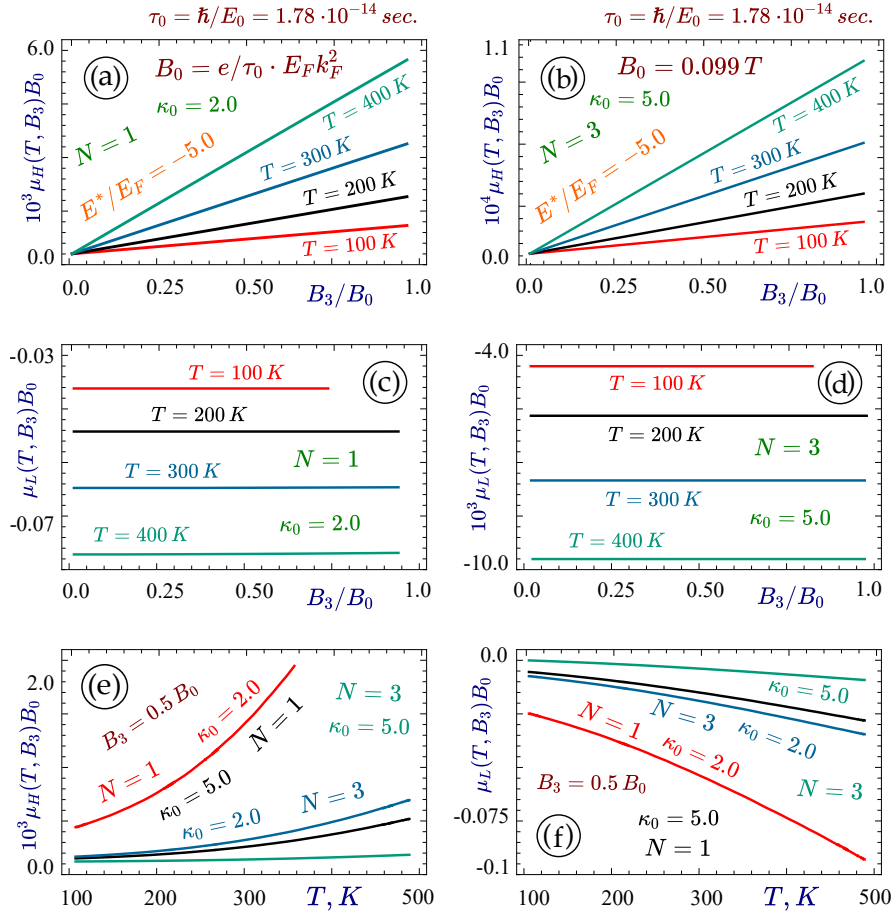 τ₀ = ℏ/E₀ = 1.78 ·10⁻¹⁴ sec.
τ₀ = ℏ/E₀ = 1.78 ·10⁻¹⁴ sec.
6.0
(a)
B₀ = e/τ₀ · E_F k_F²
κ₀ = 2.0
N = 1
E*/E_F = −5.0
T = 400 K
T = 300 K
T = 200 K
T = 100 K
10³μ_H(T, B₃)B₀
0.0
0.0 0.25 0.50 0.75 1.0
B₃/B₀
1.1
(b)
B₀ = 0.099 T
κ₀ = 5.0
N = 3
E*/E_F = −5.0
T = 400 K
T = 300 K
T = 200 K
T = 100 K
10⁴μ_H(T, B₃)B₀
0.0
0.0 0.25 0.50 0.75 1.0
B₃/B₀
-0.03
(c)
T = 100 K
T = 200 K
N = 1
T = 300 K
κ₀ = 2.0
T = 400 K
μ_L(T, B₃)B₀
-0.07
0.0 0.25 0.50 0.75 1.0
B₃/B₀
-4.0
(d)
T = 100 K
T = 200 K
N = 3
T = 300 K
κ₀ = 5.0
T = 400 K
10³μ_L(T, B₃)B₀
-10.0
0.0 0.25 0.50 0.75 1.0
B₃/B₀
2.0
(e)
B₃ = 0.5 B₀
κ₀ = 2.0
N = 1
N = 1
κ₀ = 5.0
N = 3
κ₀ = 5.0
N = 3
κ₀ = 2.0
10³μ_H(T, B₃)B₀
0.0
100 200 300 400 500
T, K
0.0
κ₀ = 5.0
N = 1
N = 3
κ₀ = 2.0
κ₀ = 2.0
B₃ = 0.5 B₀
N = 3
κ₀ = 5.0
N = 1
(f)
μ_L(T, B₃)B₀
-0.075
-0.1
100 200 300 400 500
T, K